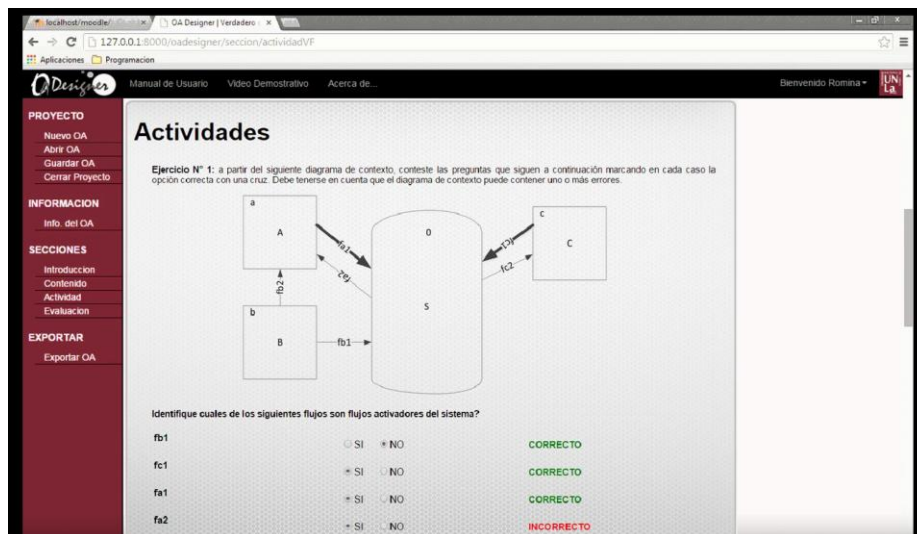 localhost/moodle/
OA Designer | Verdadero
127.0.0.1:8000/oadesigner/seccion/actividadVF
Aplicaciones Programacion
OADesigner
Manual de Usuario Video Demostrativo Acerca de...
Bienvenido Romina
UNLa
PROYECTO
Nuevo OA
Abrir OA
Guardar OA
Cerrar Proyecto
INFORMACION
Info. del OA
SECCIONES
Introduccion
Contenido
Actividad
Evaluacion
EXPORTAR
Exportar OA
Actividades
Ejercicio N° 1: a partir del siguiente diagrama de contexto, conteste las preguntas que siguen a continuación marcando en cada caso la
opción correcta con una cruz. Debe tenerse en cuenta que el diagrama de contexto puede contener uno o más errores.
a
A
fa1
fa2
0
S
c
C
fc1
fc2
fb2
b
B
fb1
Identifique cuales de los siguientes flujos son flujos activadores del sistema?
fb1 SI NO CORRECTO
fc1 SI NO CORRECTO
fa1 SI NO CORRECTO
fa2 SI NO INCORRECTO